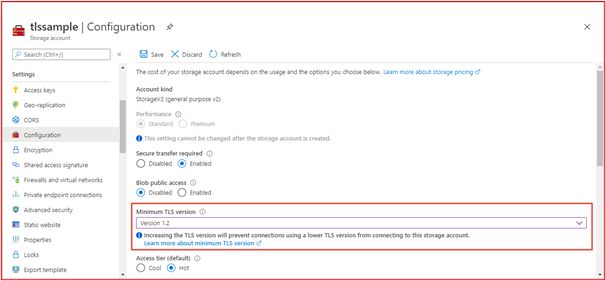 tlssample | Configuration
Storage account
Search (Ctrl+/)
«
Save
Discard
Refresh
Settings
Access keys
Geo-replication
CORS
Configuration
Encryption
Shared access signature
Firewalls and virtual networks
Private endpoint connections
Advanced security
Static website
Properties
Locks
Export template
The cost of your storage account depends on the usage and the options you choose below. Learn more about storage pricing
Account kind
StorageV2 (general purpose v2)
Performance
Standard Premium
This setting cannot be changed after the storage account is created.
Secure transfer required
Disabled Enabled
Blob public access
Disabled Enabled
Minimum TLS version
Version 1.2
Increasing the TLS version will prevent connections using a lower TLS version from connecting to this storage account.
Learn more about minimum TLS version
Access tier (default)
Cool Hot